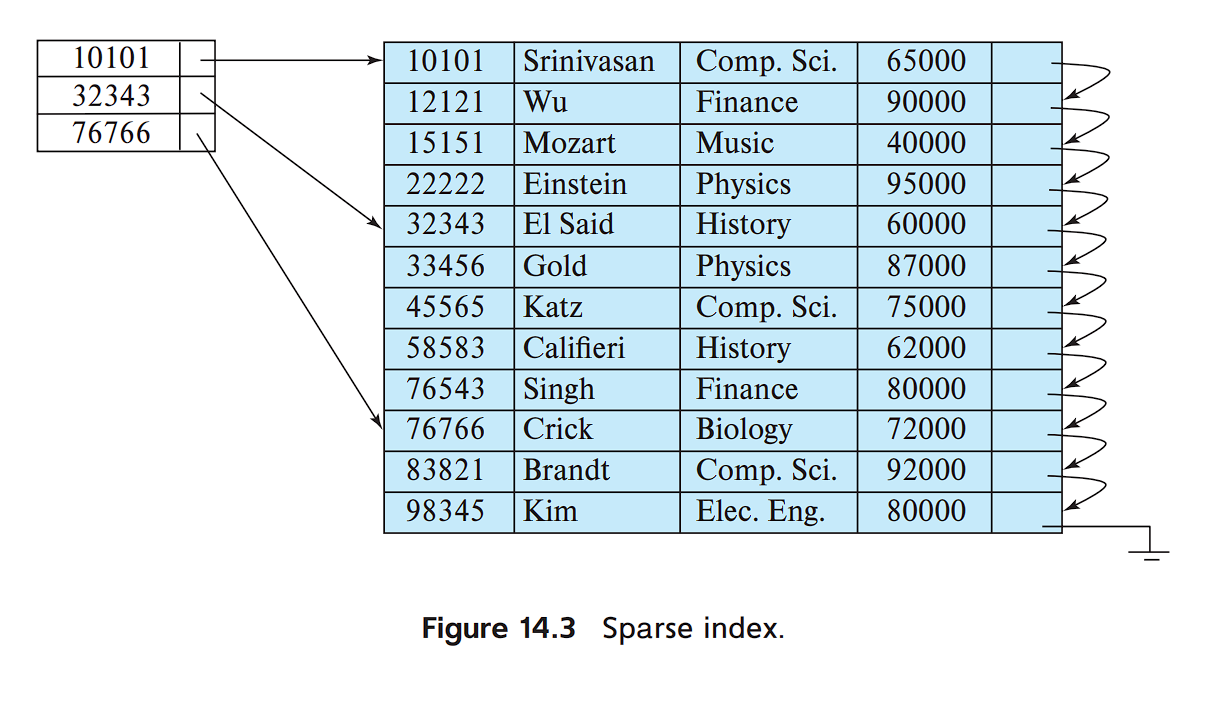 10101
32343
76766
10101 Srinivasan Comp. Sci. 65000
12121 Wu Finance 90000
15151 Mozart Music 40000
22222 Einstein Physics 95000
32343 El Said History 60000
33456 Gold Physics 87000
45565 Katz Comp. Sci. 75000
58583 Califieri History 62000
76543 Singh Finance 80000
76766 Crick Biology 72000
83821 Brandt Comp. Sci. 92000
98345 Kim Elec. Eng. 80000
Figure 14.3 Sparse index.